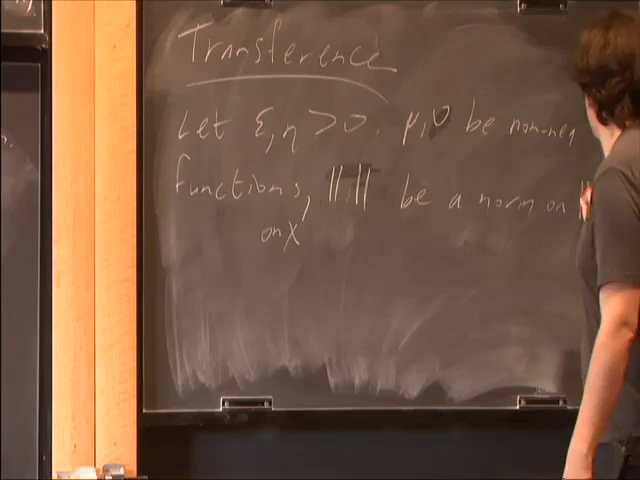 Transference
Let ε, η > 0. μ, υ be non-neg
functions, ||.|| be a norm on
on X